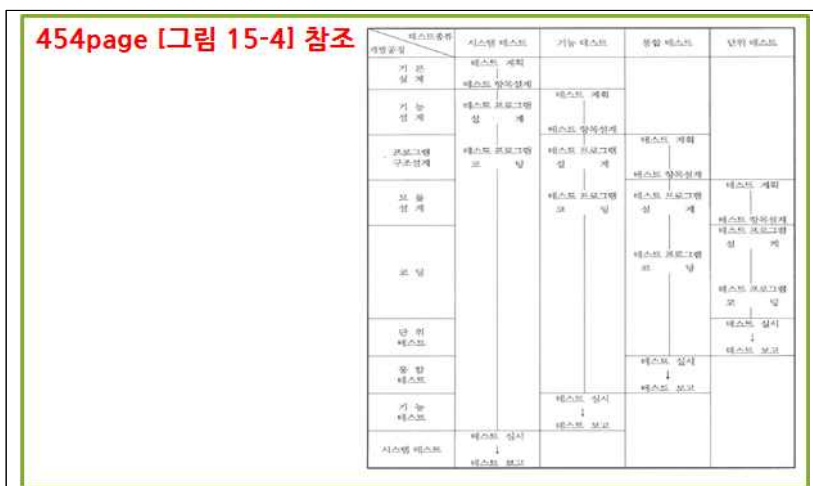 454page [그림 15-4] 참조
테스트종류
개발공정
시스템 테스트 기능 테스트 통합 테스트 단위 테스트
기 본
설 계
테스트 계획
테스트 항목설계
기 능
설 계
테스트 프로그램
설 계
테스트 계획
테스트 항목설계
프로그램
구조설계
테스트 프로그램
코 딩
테스트 프로그램
설 계
테스트 계획
테스트 항목설계
모 듈
설 계
테스트 프로그램
코 딩
테스트 프로그램
설 계
테스트 계획
테스트 항목설계
코 딩
테스트 프로그램
코 딩
테스트 프로그램
설 계
테스트 프로그램
코 딩
단 위
테스트
테스트 실시
↓
테스트 보고
통 합
테스트
테스트 실시
↓
테스트 보고
기 능
테스트
테스트 실시
↓
테스트 보고
시스템 테스트
테스트 실시
↓
테스트 보고